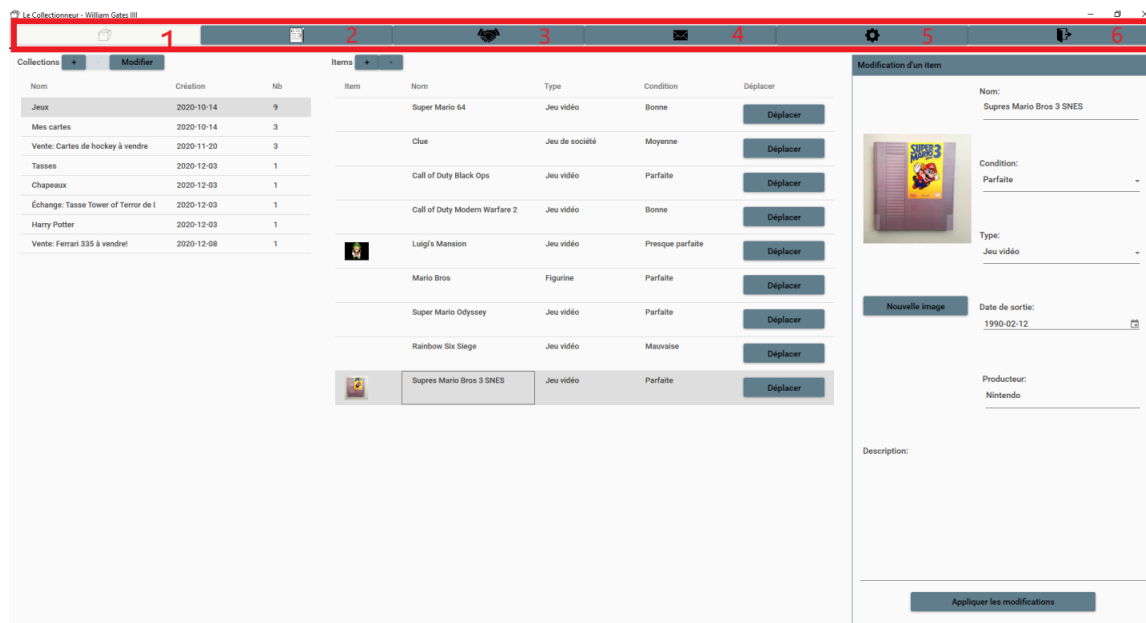 Le Collectionneur - William Gates IIII
1 2 3 4 5 6
Collections + - Modifier
Nom Création Nb
Jeux 2020-10-14 9
Mes cartes 2020-10-14 3
Vente: Cartes de hockey à vendre 2020-11-20 3
Tasses 2020-12-03 1
Chapeaux 2020-12-03 1
Échange: Tasse Tower of Terror de l 2020-12-03 1
Harry Potter 2020-12-03 1
Vente: Ferrari 335 à vendre! 2020-12-08 1
Items + -
Item Nom Type Condition Déplacer
Super Mario 64 Jeu vidéo Bonne Déplacer
Clue Jeu de société Moyenne Déplacer
Call of Duty Black Ops Jeu vidéo Parfaite Déplacer
Call of Duty Modern Warfare 2 Jeu vidéo Bonne Déplacer
Luigi's Mansion Jeu vidéo Presque parfaite Déplacer
Mario Bros Figurine Parfaite Déplacer
Super Mario Odyssey Jeu vidéo Parfaite Déplacer
Rainbow Six Siege Jeu vidéo Mauvaise Déplacer
Supres Mario Bros 3 SNES Jeu vidéo Parfaite Déplacer
Modification d'un item
Nom:
Supres Mario Bros 3 SNES
SUPER
MARIO 3
Condition:
Parfaite
Type:
Jeu vidéo
Nouvelle image
Date de sortie:
1990-02-12
Producteur:
Nintendo
Description:
Appliquer les modifications